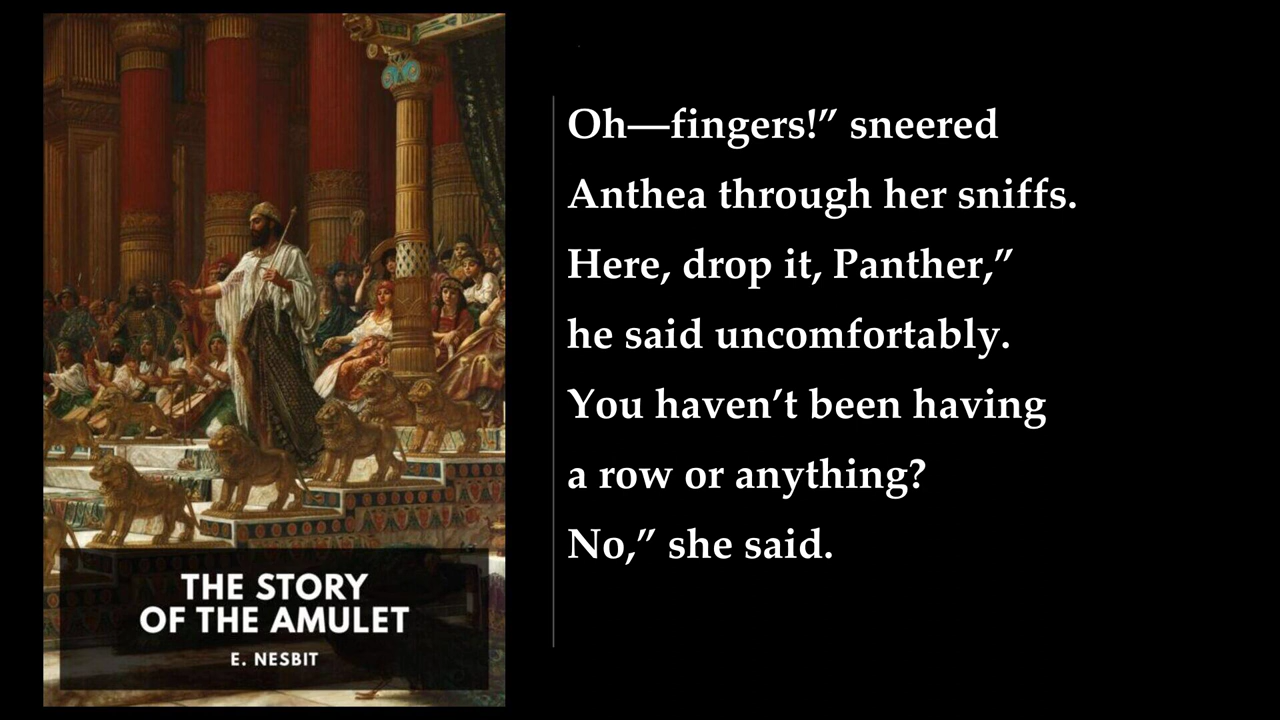 THE STORY
OF THE AMULET
E. NESBIT
Oh—fingers!” sneered
Anthea through her sniffs.
Here, drop it, Panther,”
he said uncomfortably.
You haven’t been having
a row or anything?
No,” she said.